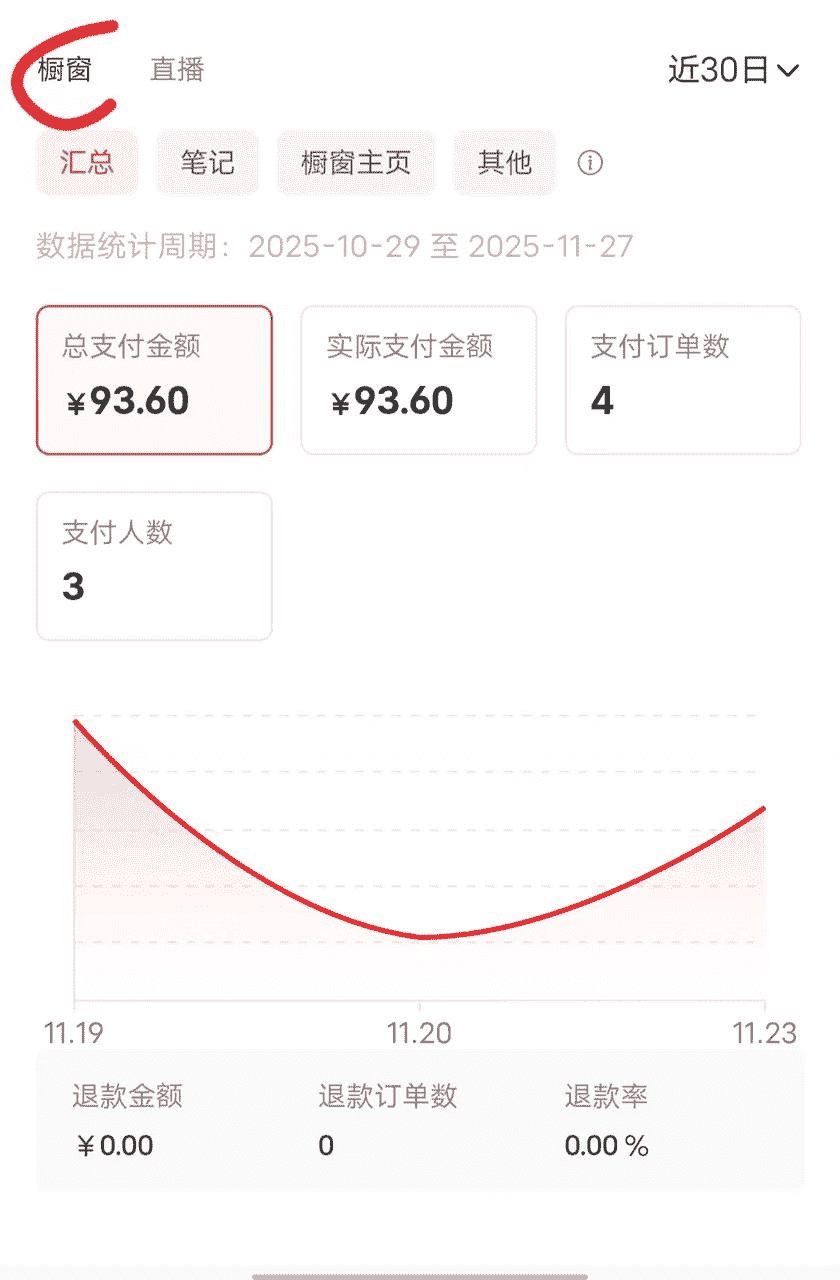 橱窗 直播 近30日
汇总 笔记 橱窗主页 其他
数据统计周期：2025-10-29 至 2025-11-27
总支付金额 实际支付金额 支付订单数
¥93.60 ¥93.60 4
支付人数
3
11.19 11.20 11.23
退款金额 退款订单数 退款率
¥0.00 0 0.00 %